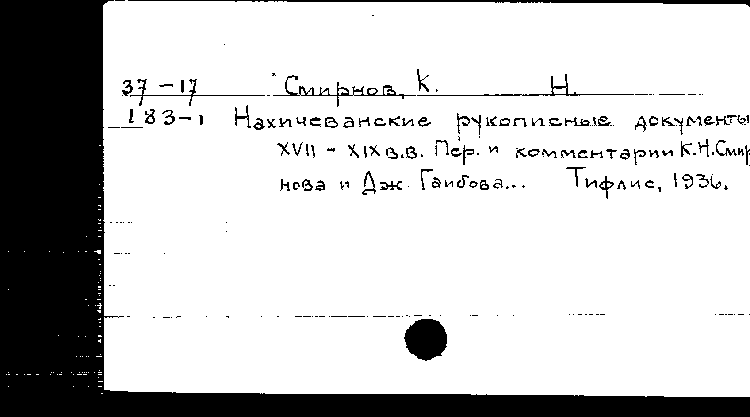 37-17 Смирнов, К. Н.
183-1 Нахичеванские рукописные документы
XVII - XIX в.в. Пер. и комментарии К.Н.Смир
нова и Дж. Гаибова... Тифлис, 1936.